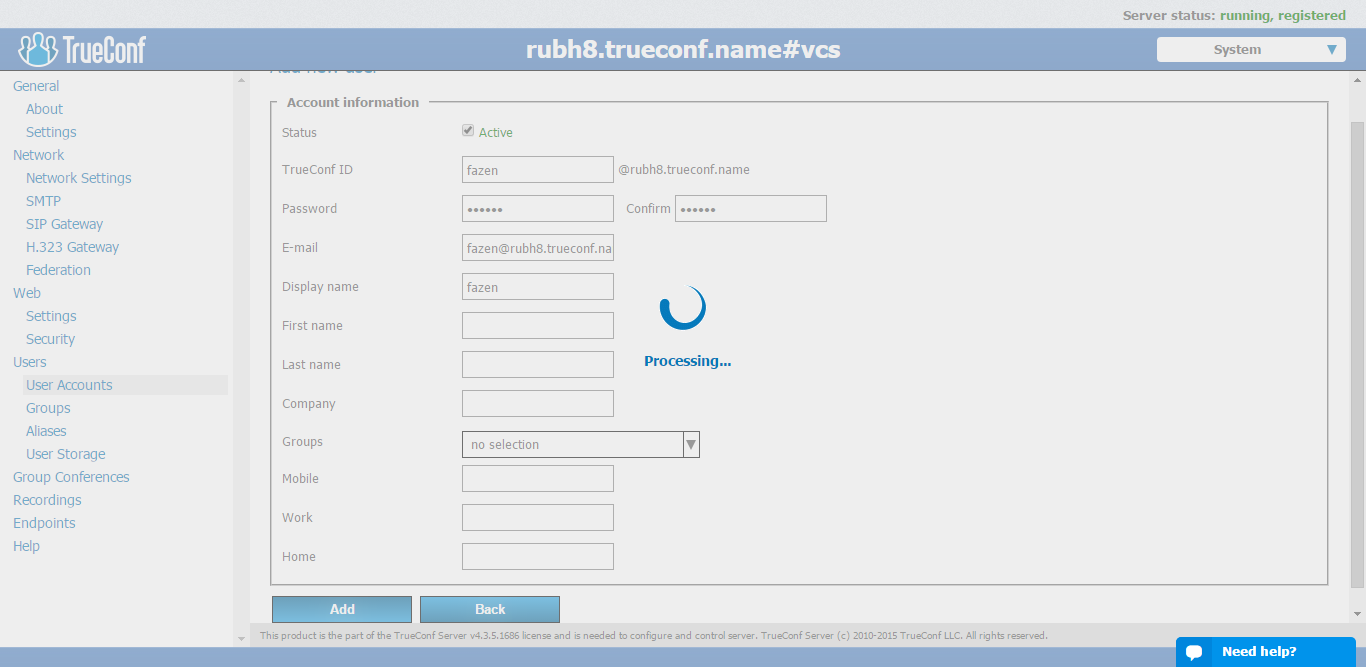 Server status: running, registered
TrueConf
rubh8.trueconf.name#vcs
System
General
About
Settings
Network
Network Settings
SMTP
SIP Gateway
H.323 Gateway
Federation
Web
Settings
Security
Users
User Accounts
Groups
Aliases
User Storage
Group Conferences
Recordings
Endpoints
Help
Add new user
Account information
Status Active
TrueConf ID fazen @rubh8.trueconf.name
Password •••••• Confirm ••••••
E-mail fazen@rubh8.trueconf.na
Display name fazen
First name
Last name
Company
Groups no selection
Mobile
Work
Home
Processing...
Add Back
This product is the part of the TrueConf Server v4.3.5.1686 license and is needed to configure and control server. TrueConf Server (c) 2010-2015 TrueConf LLC. All rights reserved.
Need help?